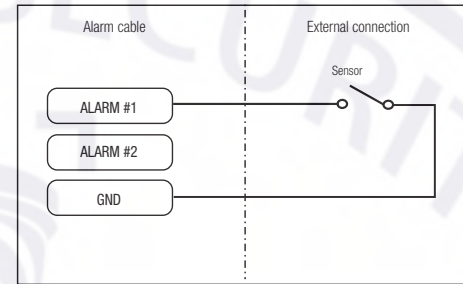 Alarm cable
External connection
Sensor
ALARM #1
ALARM #2
GND